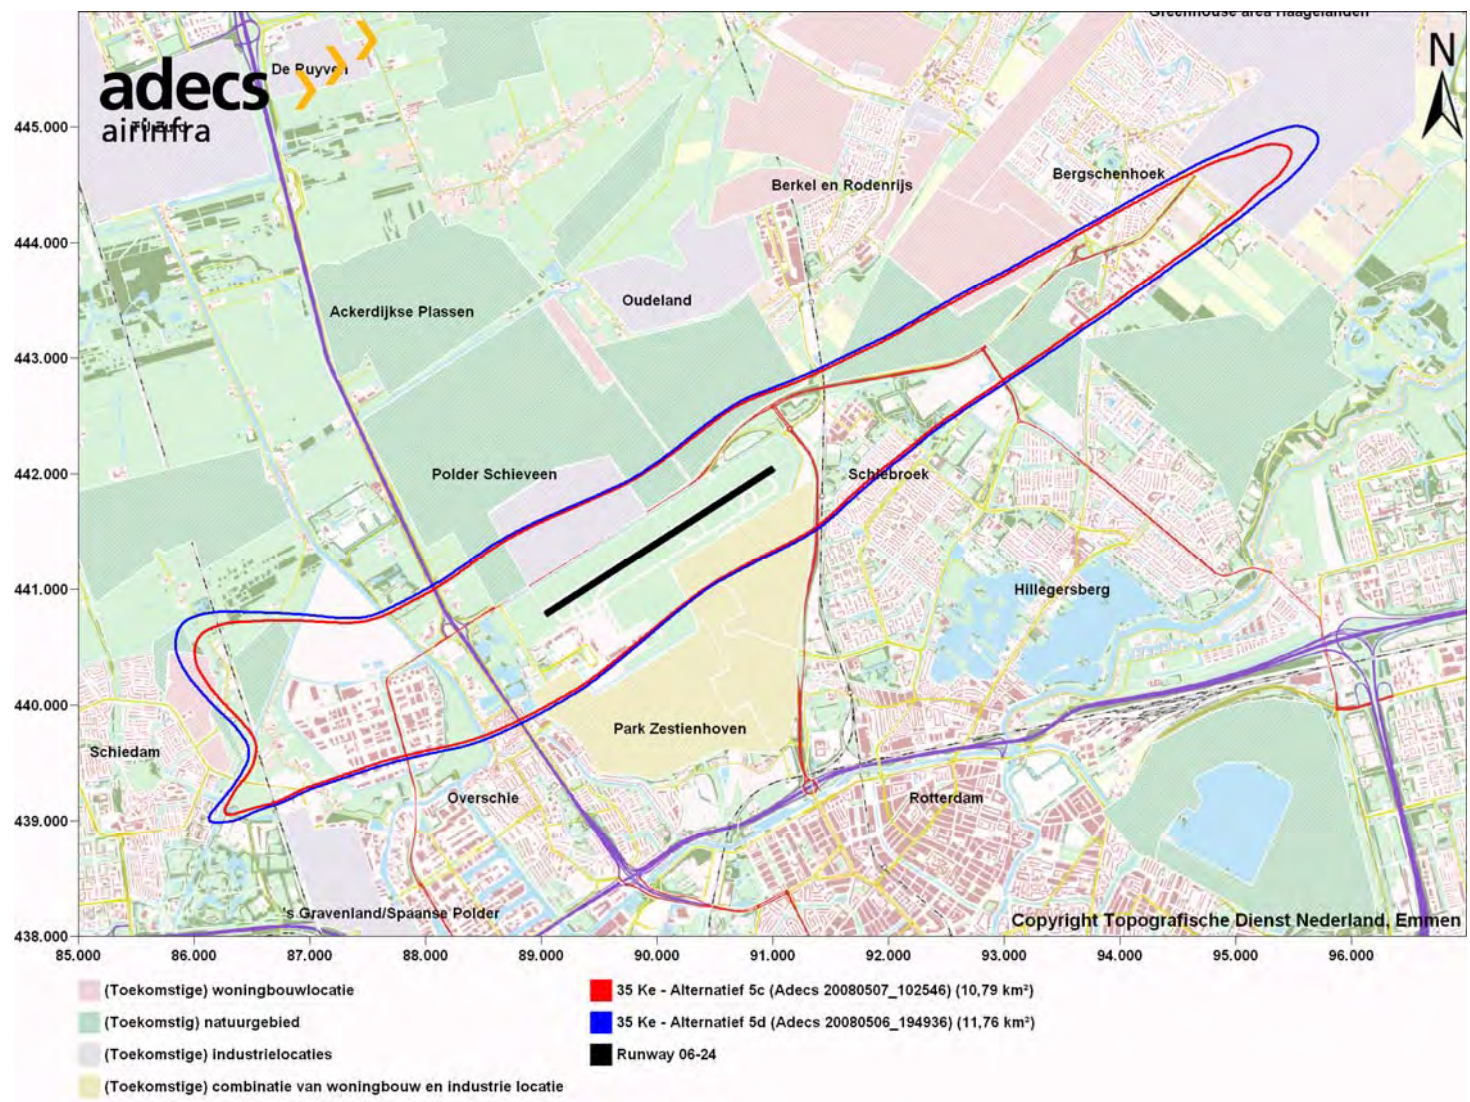 Greenhouse area Haagelanden
N
De Ruyven
adecs
airinfra
TU Zuid
445.000
Berkel en Rodenrijs
Bergschenhoek
444.000
Oudeland
Ackerdijkse Plassen
443.000
Polder Schieveen
Schiebroek
442.000
441.000
Hillegersberg
440.000
Park Zestienhoven
Schiedam
Overschie
Rotterdam
439.000
's Gravenland/Spaanse Polder
Copyright Topografische Dienst Nederland, Emmen
438.000
85.000 86.000 87.000 88.000 89.000 90.000 91.000 92.000 93.000 94.000 95.000 96.000
(Toekomstige) woningbouwlocatie
(Toekomstig) natuurgebied
(Toekomstige) industrielocaties
(Toekomstige) combinatie van woningbouw en industrie locatie
35 Ke - Alternatief 5c (Adecs 20080507_102546) (10,79 km²)
35 Ke - Alternatief 5d (Adecs 20080506_194936) (11,76 km²)
Runway 06-24